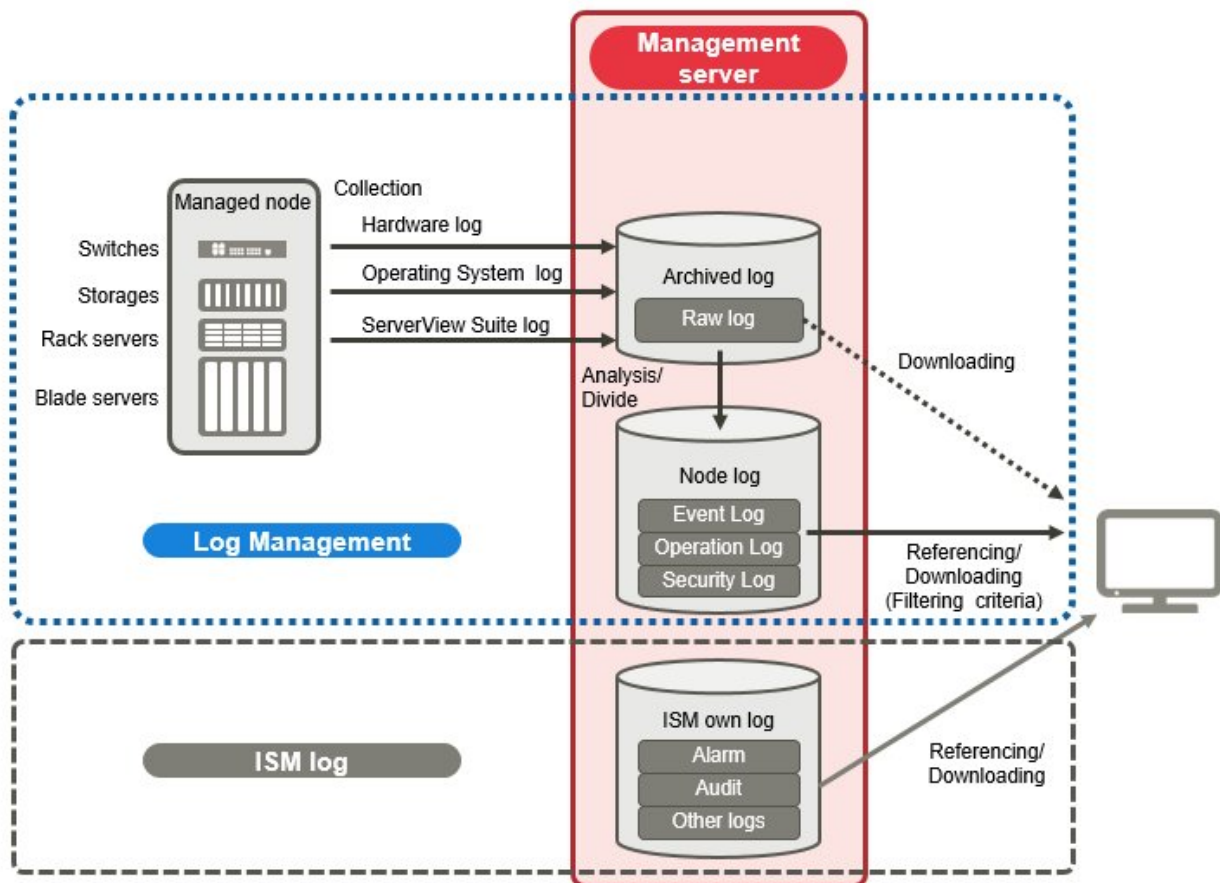 Management
server
Managed node
Collection
Hardware log
Switches
Operating System log
Storages
ServerView Suite log
Rack servers
Blade servers
Archived log
Raw log
Downloading
Analysis/
Divide
Node log
Event Log
Operation Log
Security Log
Log Management
Referencing/
Downloading
(Filtering criteria)
ISM own log
Alarm
Audit
Other logs
ISM log
Referencing/
Downloading